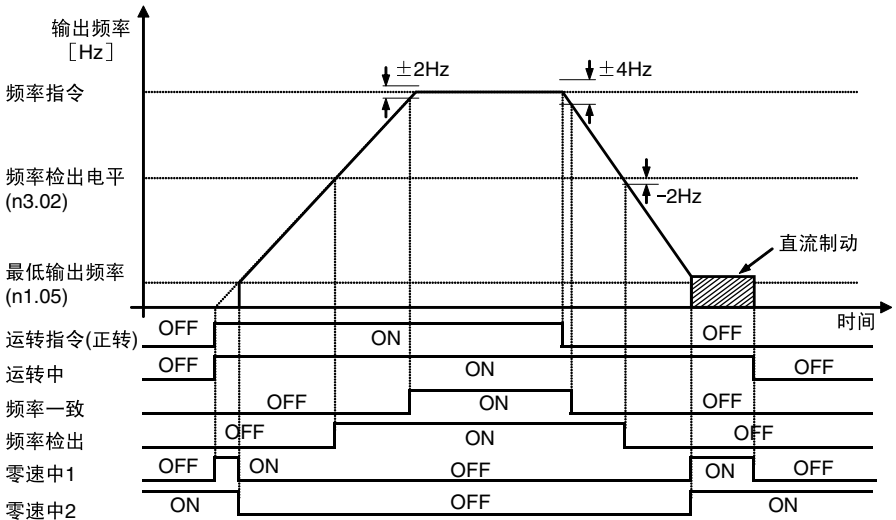 输出频率
［Hz］
±2Hz
±4Hz
频率指令
频率检出电平
(n3.02)
-2Hz
直流制动
最低输出频率
(n1.05)
时间
运转指令(正转) OFF ON OFF
运转中 OFF ON OFF
频率一致 OFF ON OFF
频率检出 OFF ON OFF
零速中1 OFF ON OFF ON OFF
零速中2 ON OFF ON